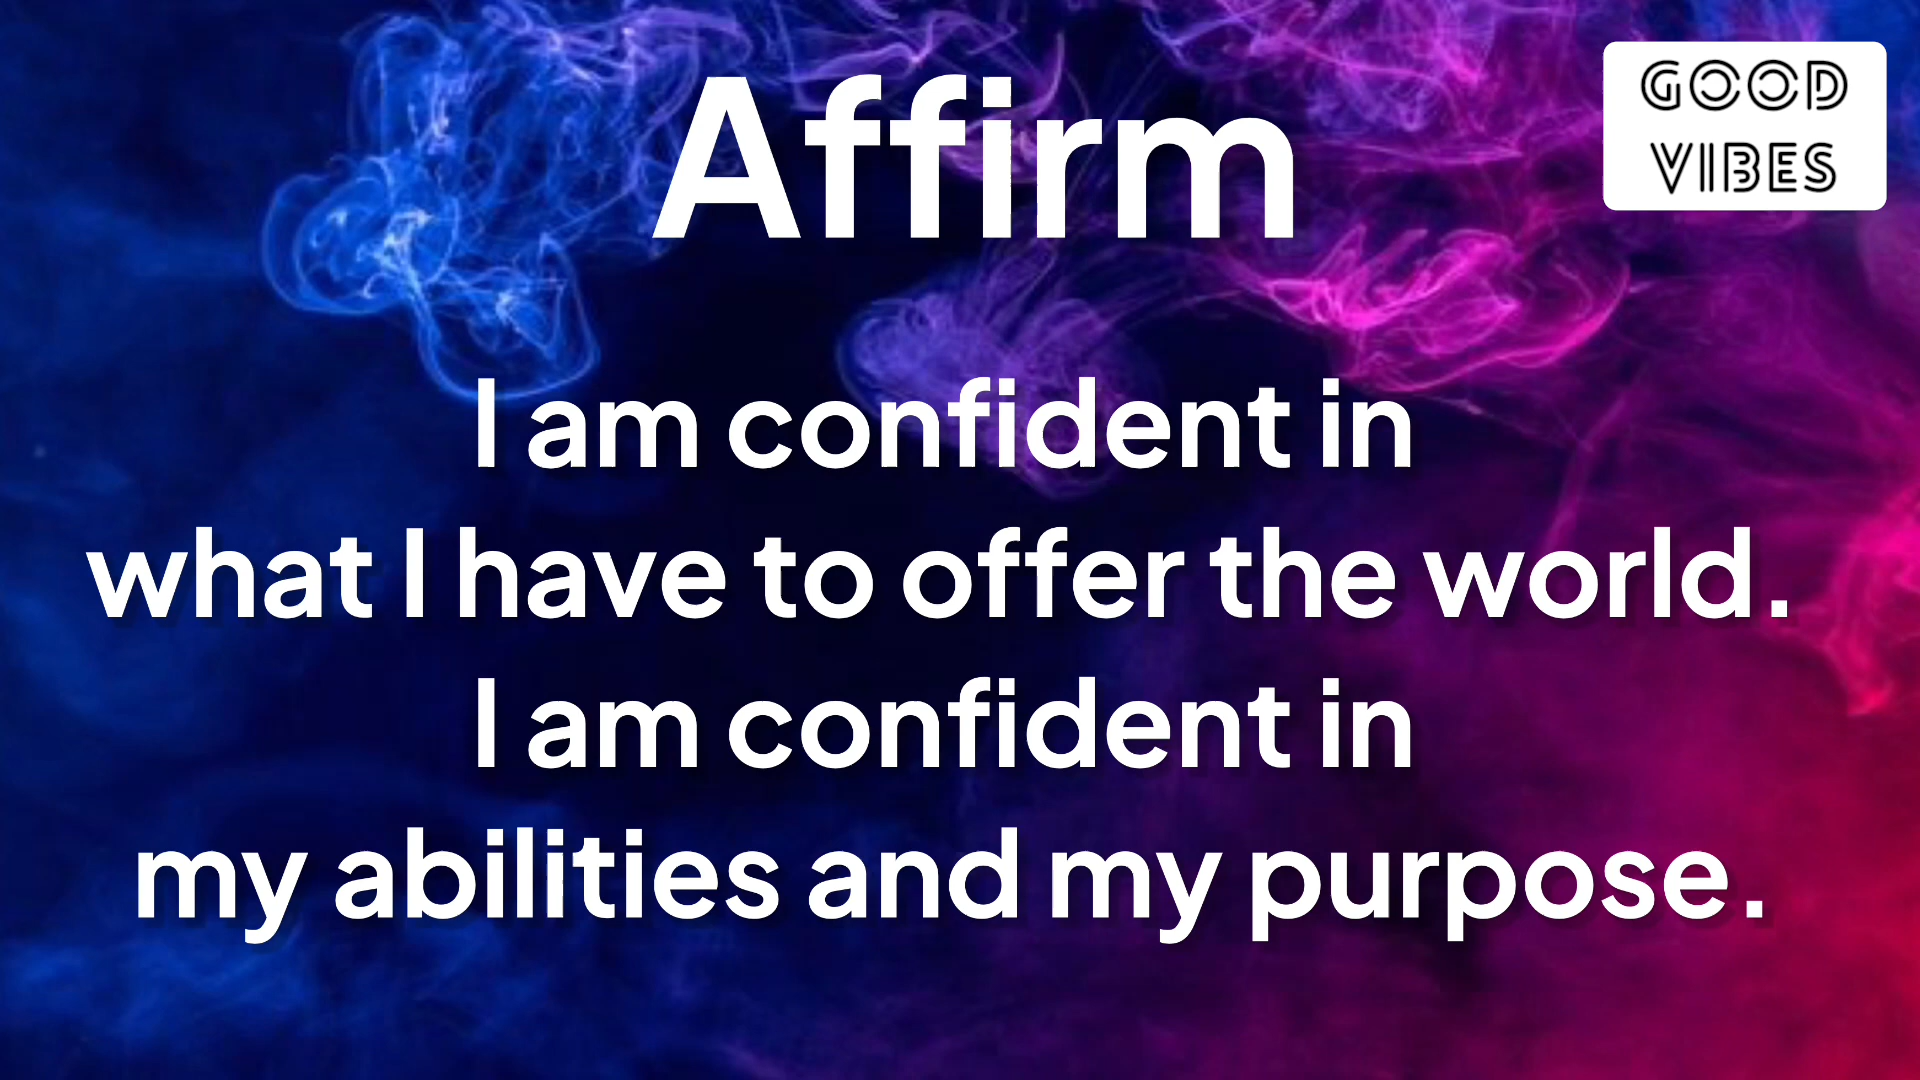 Affirm
GOOD
VIBES
I am confident in
what I have to offer the world.
I am confident in
my abilities and my purpose.